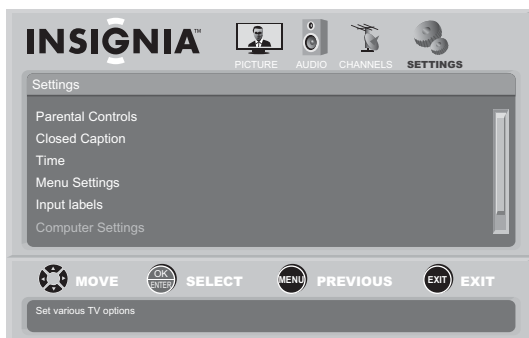 INSIGNIA™
PICTURE AUDIO CHANNELS SETTINGS
Settings
Parental Controls
Closed Caption
Time
Menu Settings
Input labels
Computer Settings
MOVE OK ENTER SELECT MENU PREVIOUS EXIT EXIT
Set various TV options